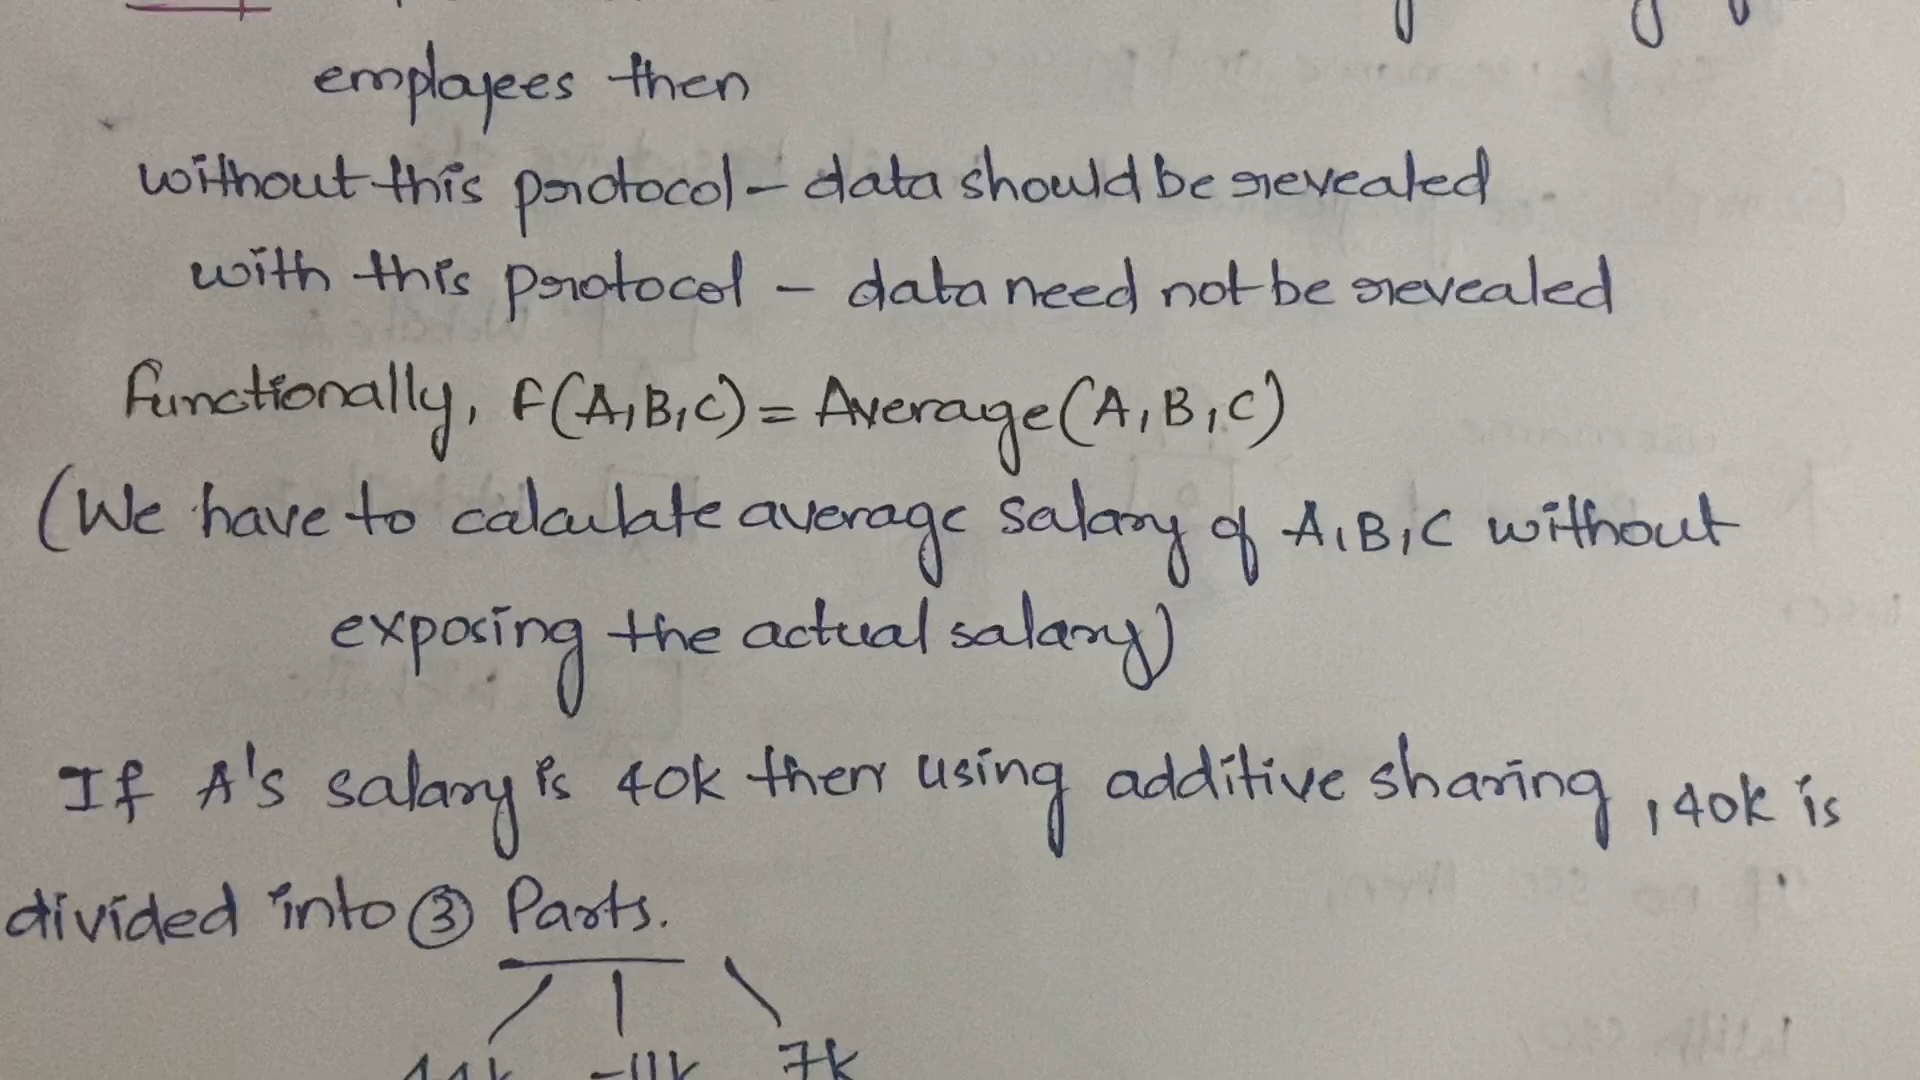 employees then
without this protocol - data should be revealed
with this protocol - data need not be revealed
Functionally, F(A,B,C) = Average(A,B,C)
(We have to calculate average salary of A,B,C without
exposing the actual salary)
If A's salary is 40k then using additive sharing, 40k is
divided into ③ Parts.
44k -11k 7k